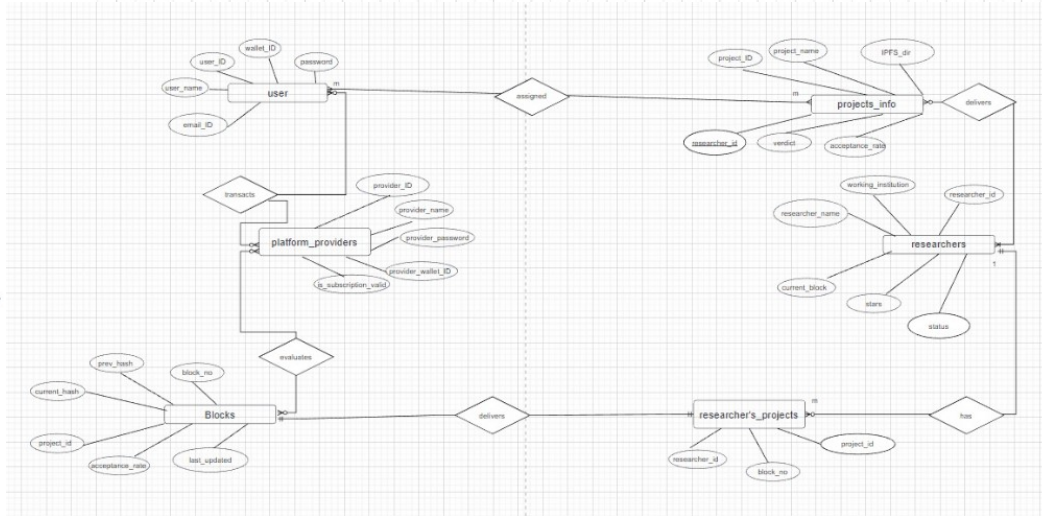 wallet_ID
user_ID
password
user_name
user
m
email_ID
assigned
project_name
IPFS_dir
project_ID
m
projects_info
delivers
researcher_id
verdict
acceptance_rate
transacts
provider_ID
provider_name
provider_password
platform_providers
provider_wallet_ID
is_subscription_valid
working_institution
researcher_id
researcher_name
researchers
1
current_block
stars
status
evaluates
prev_hash
block_no
current_hash
Blocks
project_id
acceptance_rate
last_updated
delivers
m
researcher's_projects
has
researcher_id
block_no
project_id